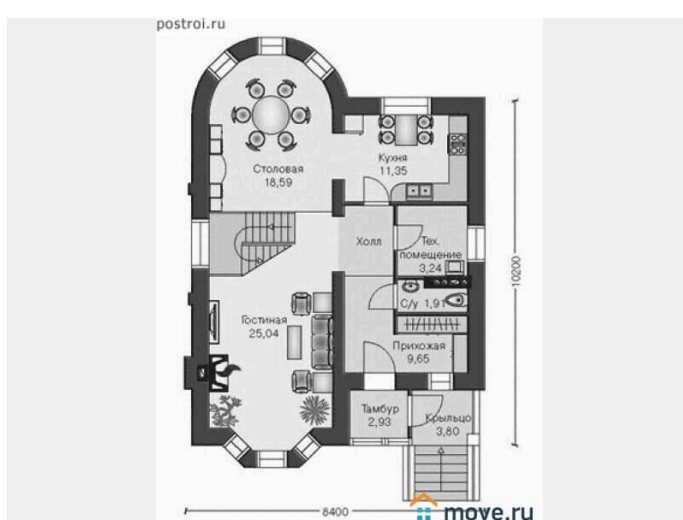 postroi.ru
Столовая
18,59
Кухня
11,35
Холл
Тех.
помещение
3,24
С/у 1,91
Гостиная
25,04
Прихожая
9,65
Тамбур
2,93
Крыльцо
3,80
10200
8400
move.ru